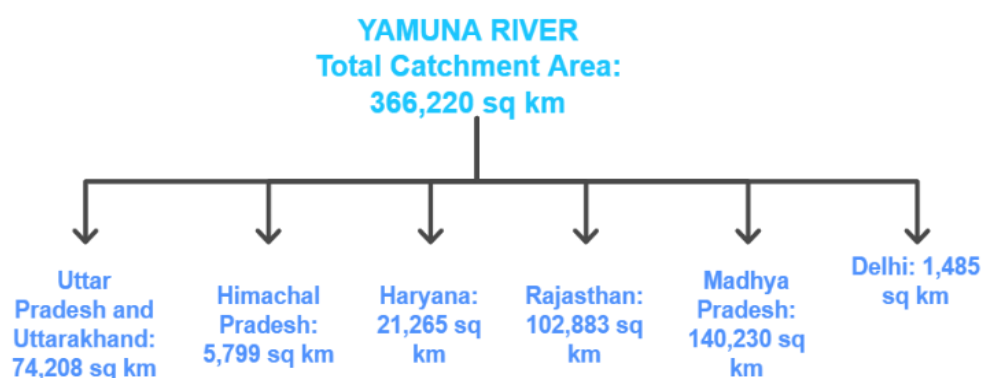 YAMUNA RIVER
Total Catchment Area:
366,220 sq km
Uttar
Pradesh and
Uttarakhand:
74,208 sq km
Himachal
Pradesh:
5,799 sq km
Haryana:
21,265 sq
km
Rajasthan:
102,883 sq
km
Madhya
Pradesh:
140,230 sq
km
Delhi: 1,485
sq km